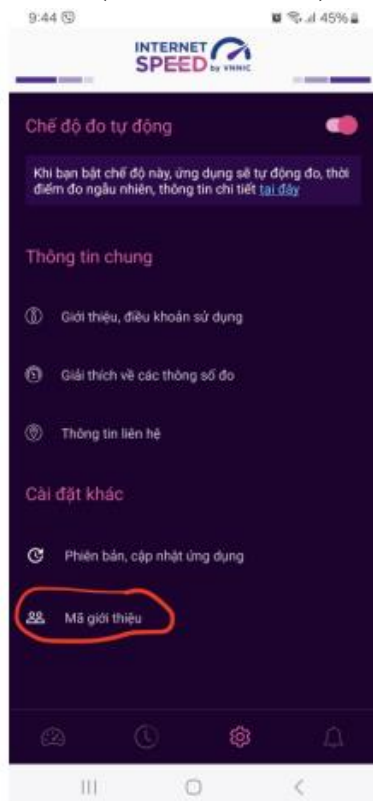 9:44
45%
INTERNET
SPEED by VNNIC
Chế độ đo tự động
Khi bạn bật chế độ này, ứng dụng sẽ tự động đo, thời
điểm đo ngẫu nhiên, thông tin chi tiết tại đây
Thông tin chung
Giới thiệu, điều khoản sử dụng
Giải thích về các thông số đo
Thông tin liên hệ
Cài đặt khác
Phiên bản, cập nhật ứng dụng
Mã giới thiệu